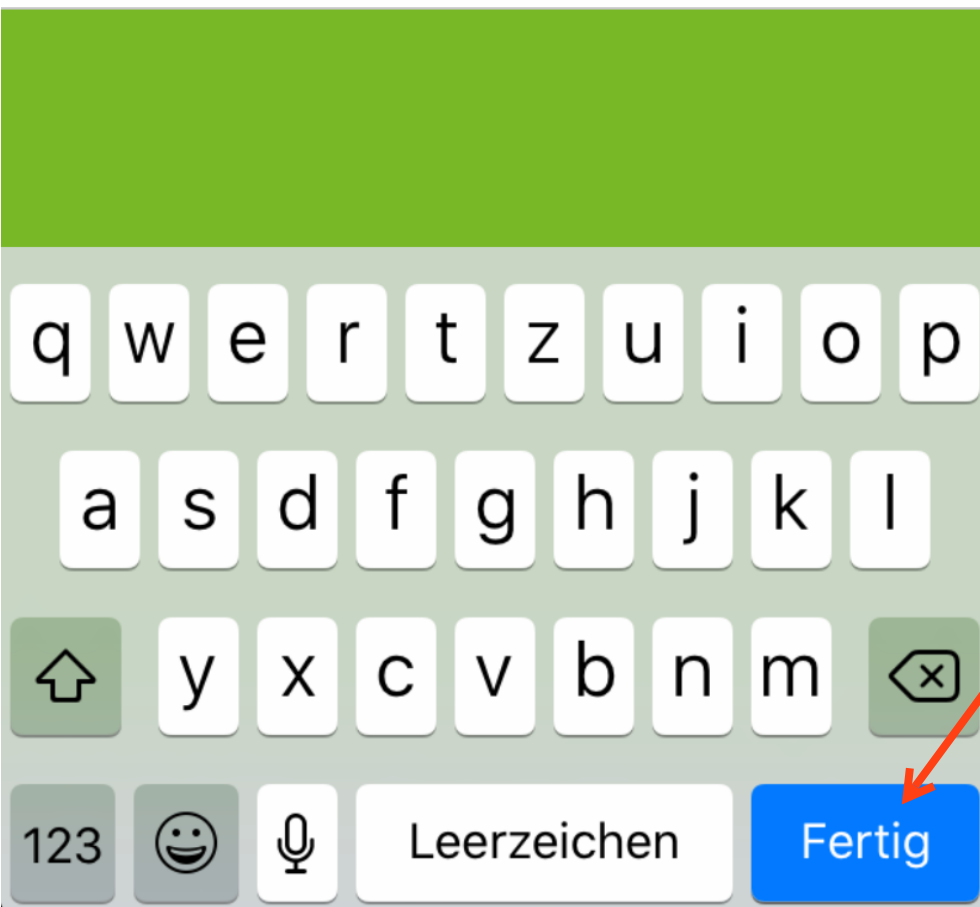 q w e r t z u i o p
a s d f g h j k l
y x c v b n m
123 Leerzeichen Fertig